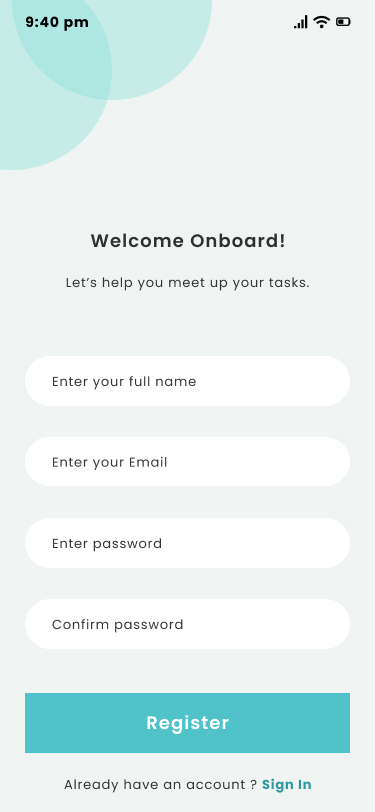 9:40 pm
Welcome Onboard!
Let’s help you meet up your tasks.
Enter your full name
Enter your Email
Enter password
Confirm password
Register
Already have an account ? Sign In